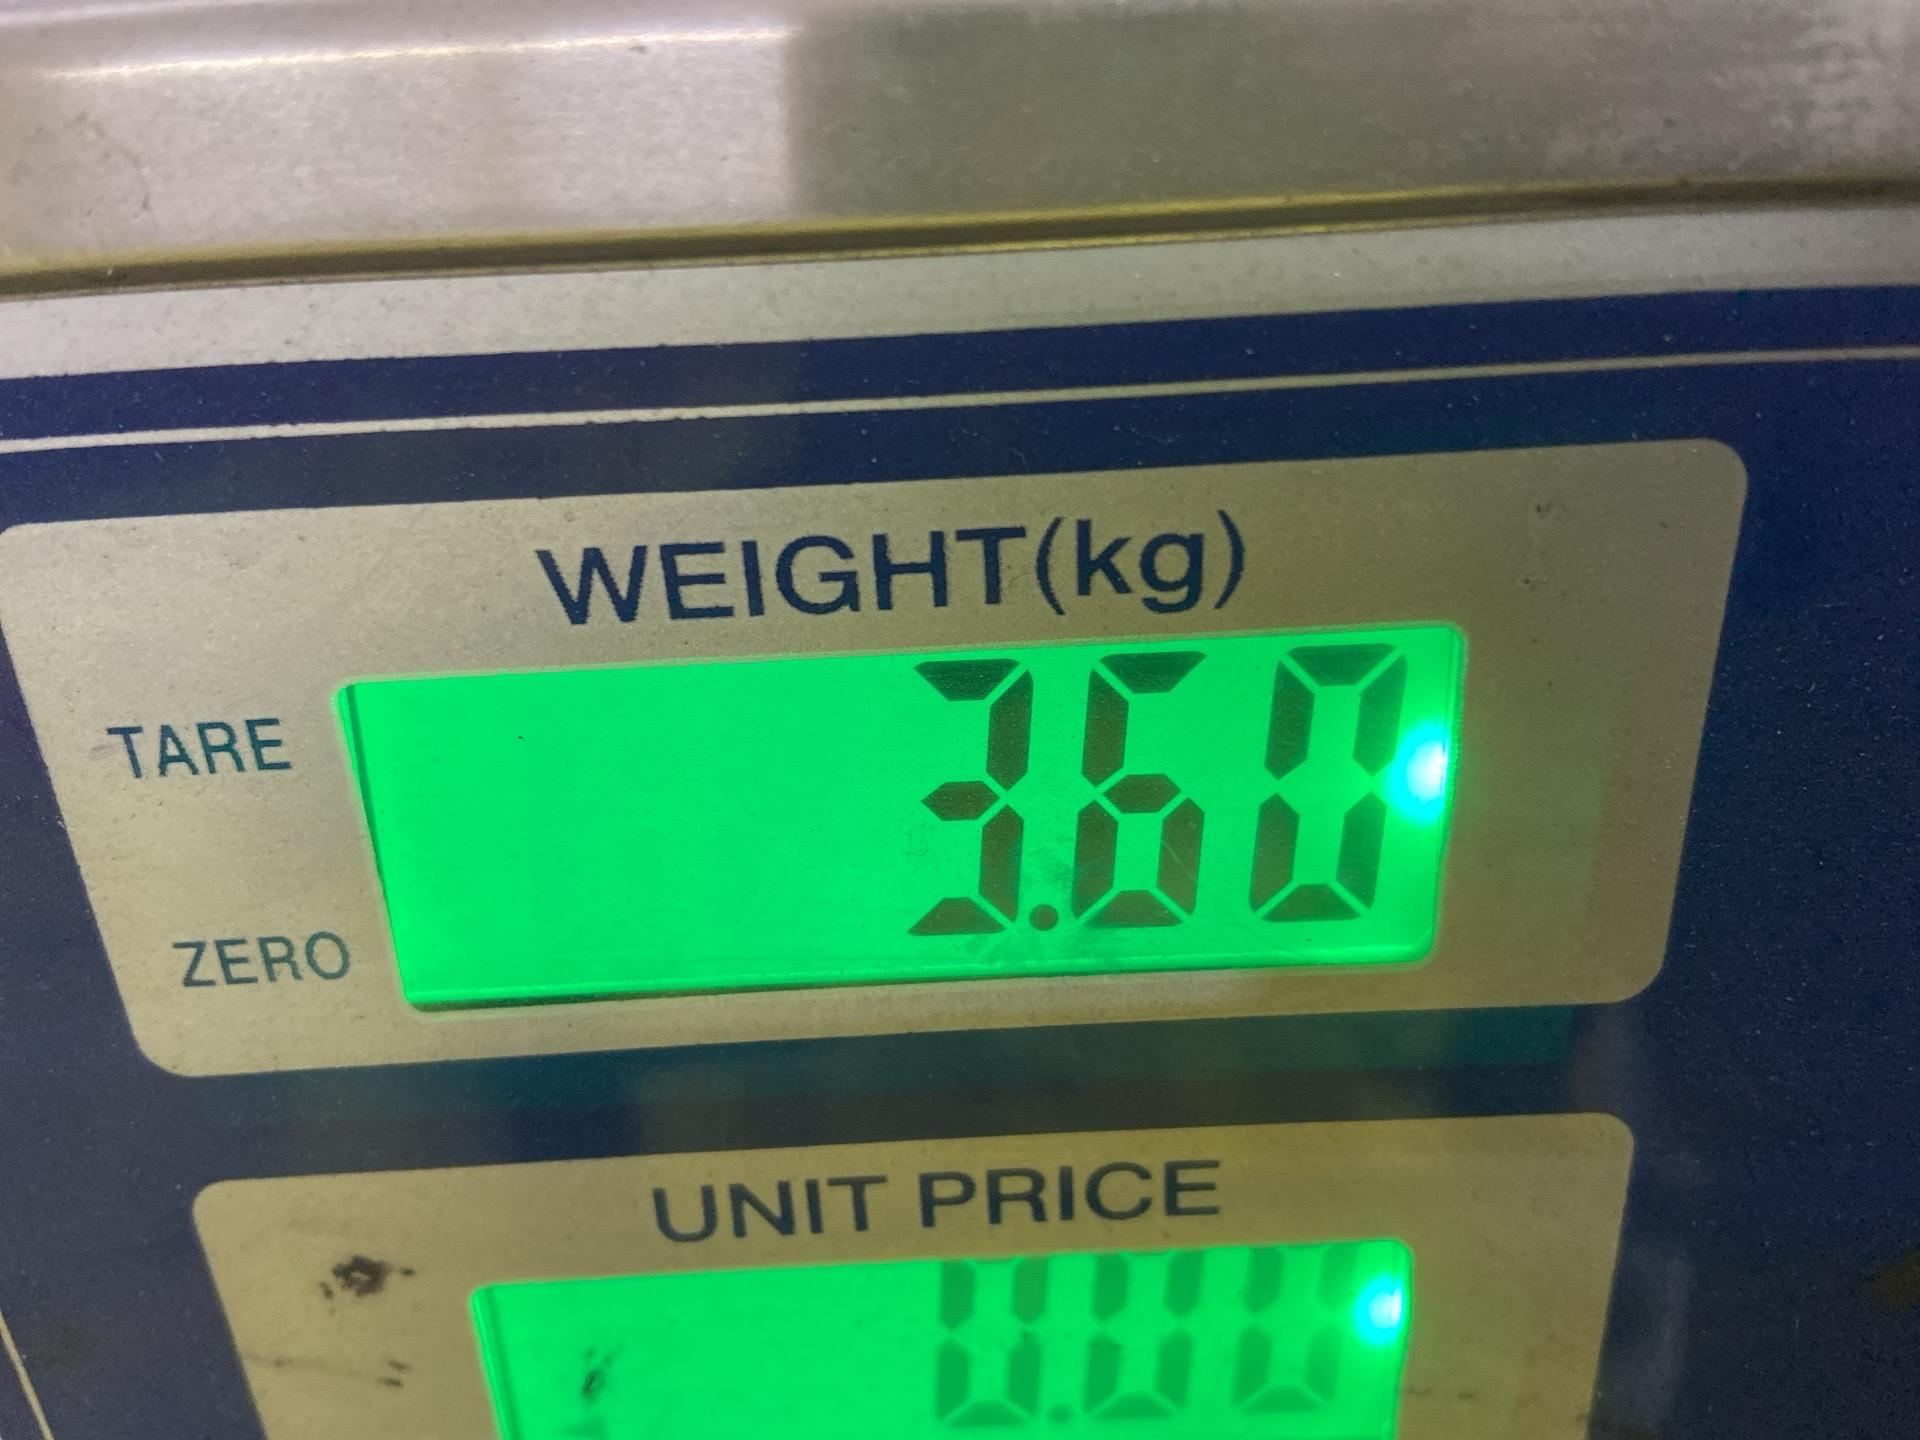 WEIGHT(kg)
TARE
3.60
ZERO
UNIT PRICE
0.00